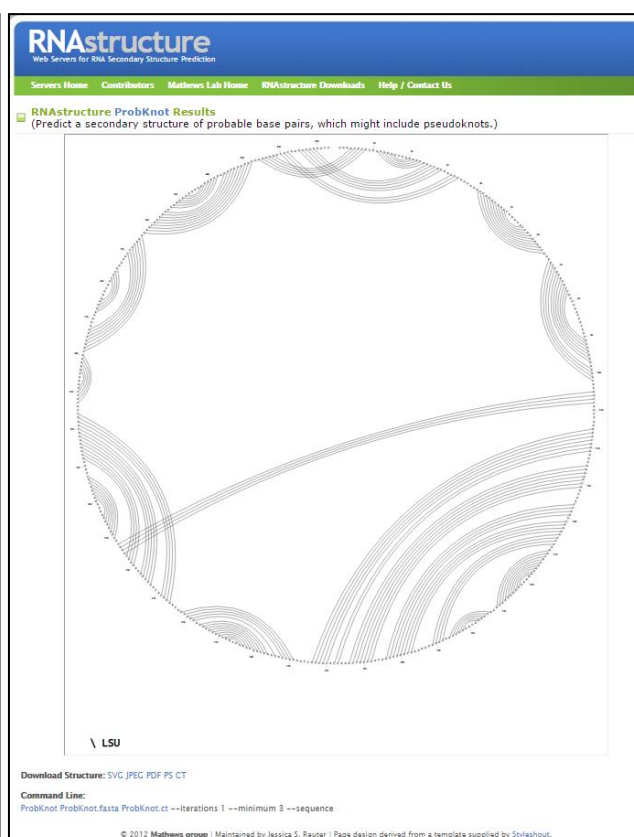 RNAstructure
Web Servers for RNA Secondary Structure Prediction
Servers Home Contributors Mathews Lab Home RNAstructure Downloads Help / Contact Us
RNAstructure ProbKnot Results
(Predict a secondary structure of probable base pairs, which might include pseudoknots.)
\ LSU
Download Structure: SVG JPEG PDF PS CT
Command Line:
ProbKnot ProbKnot.fasta ProbKnot.ct --iterations 1 --minimum 3 --sequence
© 2012 Mathews group | Maintained by Jessica S. Reuter | Page design derived from a template supplied by Styleshout.